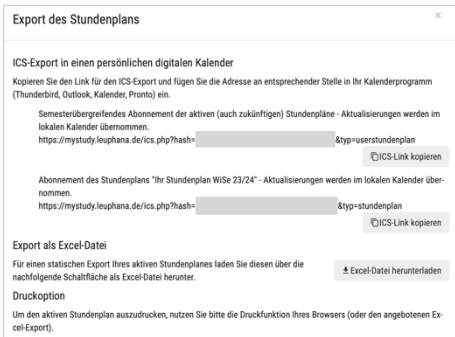 Export des Stundenplans
×
ICS-Export in einen persönlichen digitalen Kalender
Kopieren Sie den Link für den ICS-Export und fügen Sie die Adresse an entsprechender Stelle in Ihr Kalenderprogramm
(Thunderbird, Outlook, Kalender, Pronto) ein.
Semesterübergreifendes Abonnement der aktiven (auch zukünftigen) Stundenpläne - Aktualisierungen werden im
lokalen Kalender übernommen.
https://mystudy.leuphana.de/ics.php?hash= &typ=userstundenplan
ICS-Link kopieren
Abonnement des Stundenplans "Ihr Stundenplan WiSe 23/24" - Aktualisierungen werden im lokalen Kalender über-
nommen.
https://mystudy.leuphana.de/ics.php?hash= &typ=stundenplan
ICS-Link kopieren
Export als Excel-Datei
Für einen statischen Export Ihres aktiven Stundenplanes laden Sie diesen über die
nachfolgende Schaltfläche als Excel-Datei herunter.
Excel-Datei herunterladen
Druckoption
Um den aktiven Stundenplan auszudrucken, nutzen Sie bitte die Druckfunktion Ihres Browsers (oder den angebotenen Ex-
cel-Export).